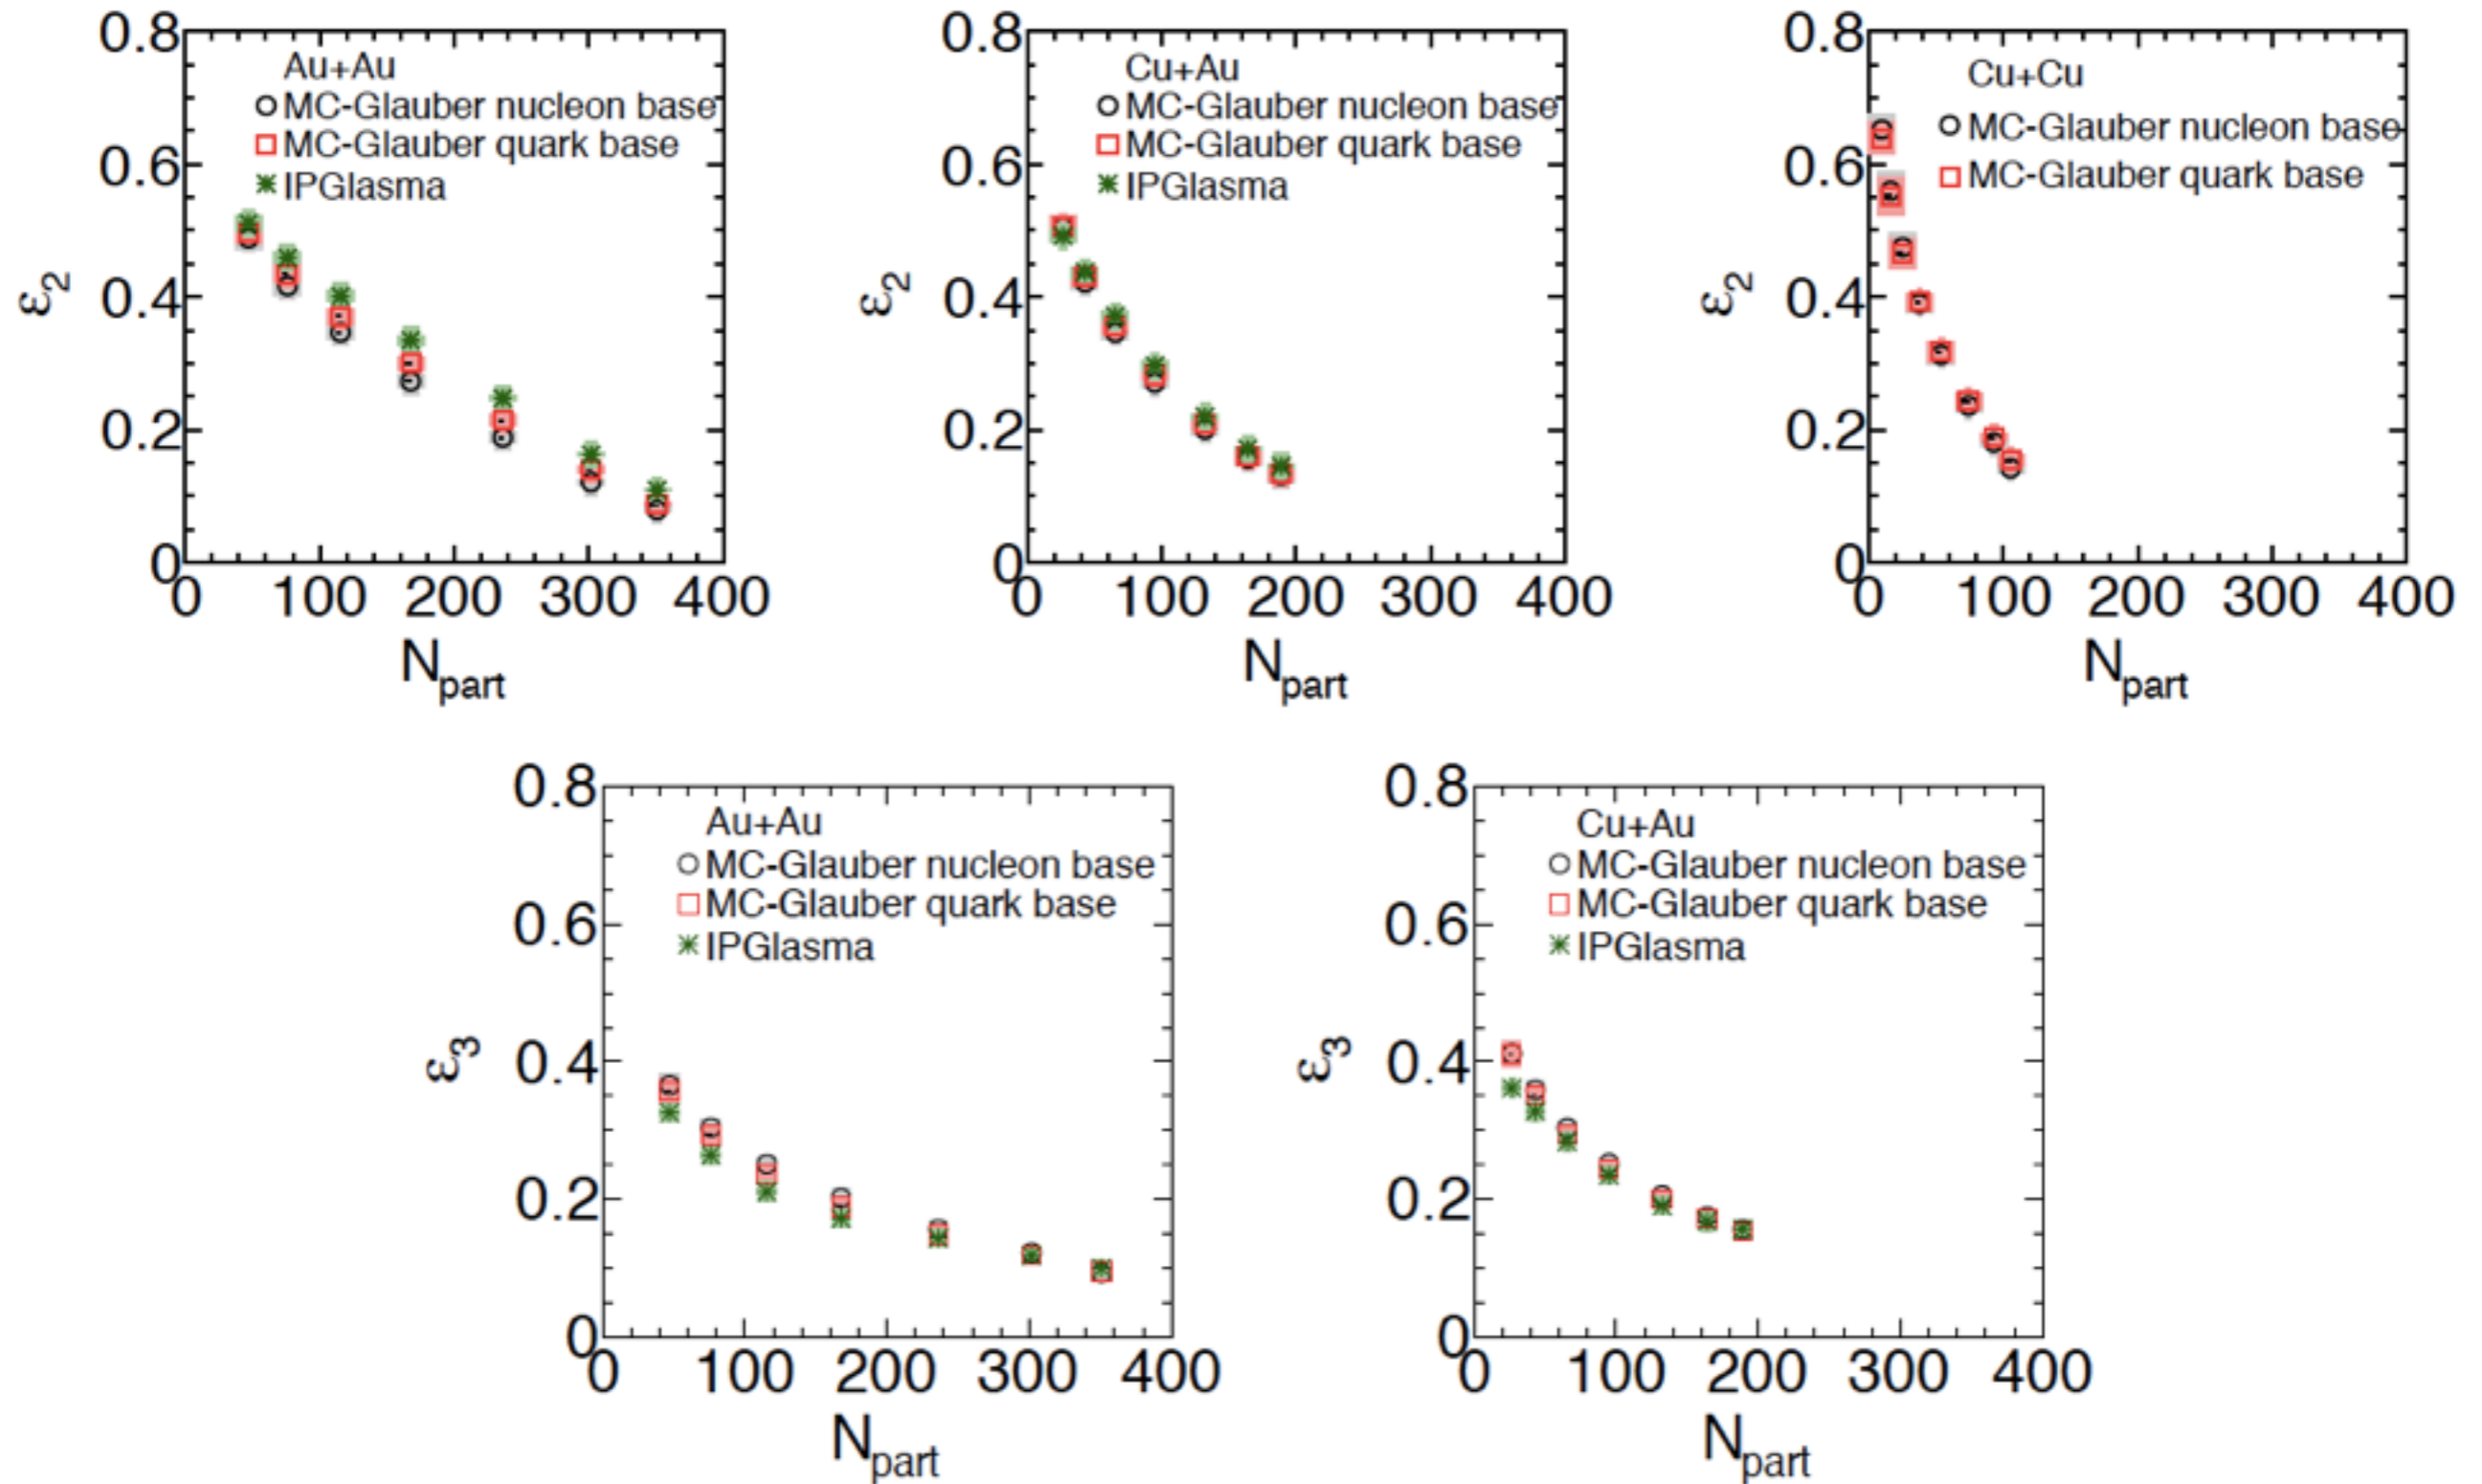 0.8
0.6
0.4
0.2
0
ε2
Au+Au
MC-Glauber nucleon base
MC-Glauber quark base
IPGlasma
0 100 200 300 400
Npart
0.8
0.6
0.4
0.2
0
ε2
Cu+Au
MC-Glauber nucleon base
MC-Glauber quark base
IPGlasma
0 100 200 300 400
Npart
0.8
0.6
0.4
0.2
0
ε2
Cu+Cu
MC-Glauber nucleon base
MC-Glauber quark base
0 100 200 300 400
Npart
0.8
0.6
0.4
0.2
0
ε3
Au+Au
MC-Glauber nucleon base
MC-Glauber quark base
IPGlasma
0 100 200 300 400
Npart
0.8
0.6
0.4
0.2
0
ε3
Cu+Au
MC-Glauber nucleon base
MC-Glauber quark base
IPGlasma
0 100 200 300 400
Npart